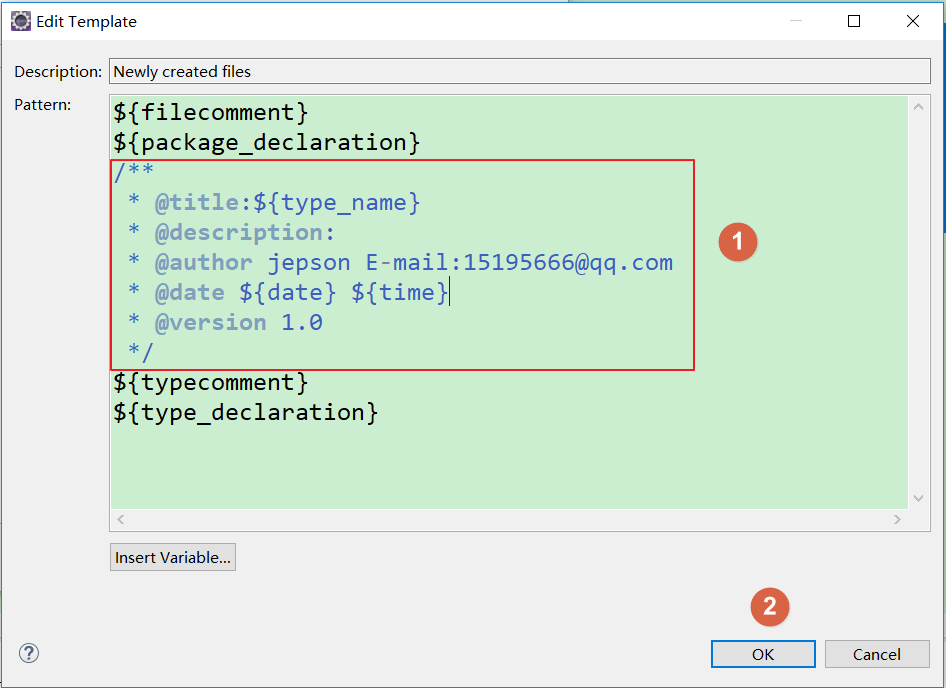 Edit Template
Description: Newly created files
Pattern:
${filecomment}
${package_declaration}
/**
 * @title:${type_name}
 * @description:
 * @author jepson E-mail:15195666@qq.com
 * @date ${date} ${time}
 * @version 1.0
 */
${typecomment}
${type_declaration}
1
Insert Variable...
2
?
OK Cancel